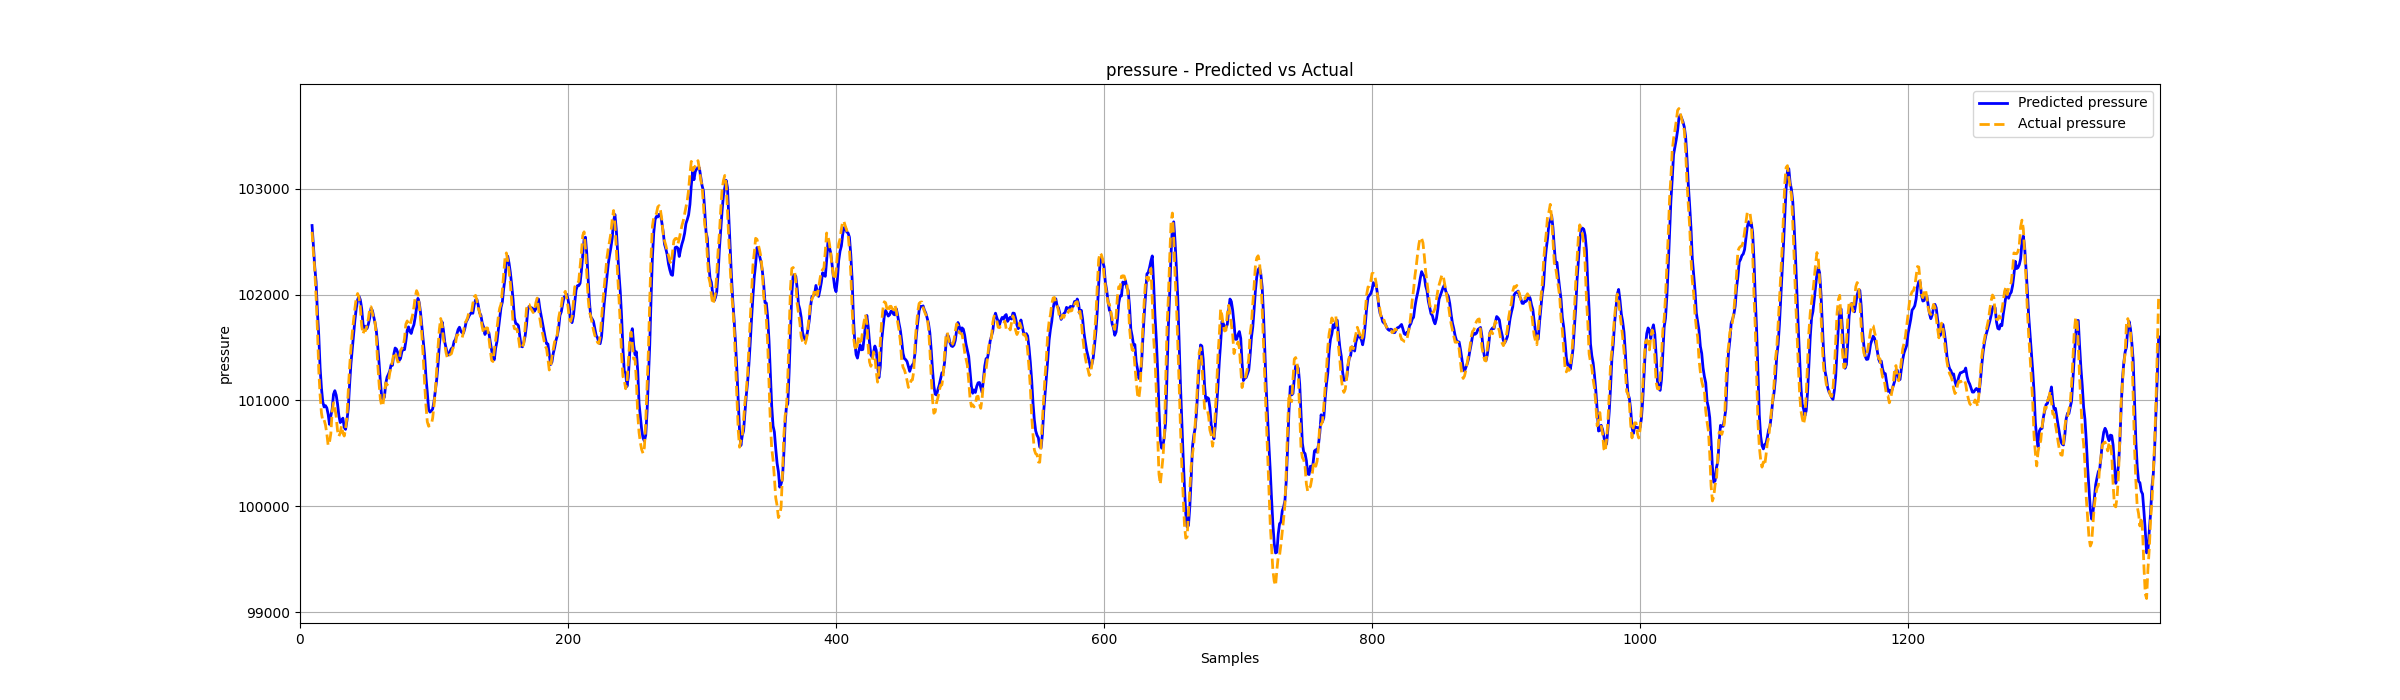 pressure - Predicted vs Actual
Predicted pressure
Actual pressure
pressure
103000
102000
101000
100000
99000
0 200 400 600 800 1000 1200
Samples